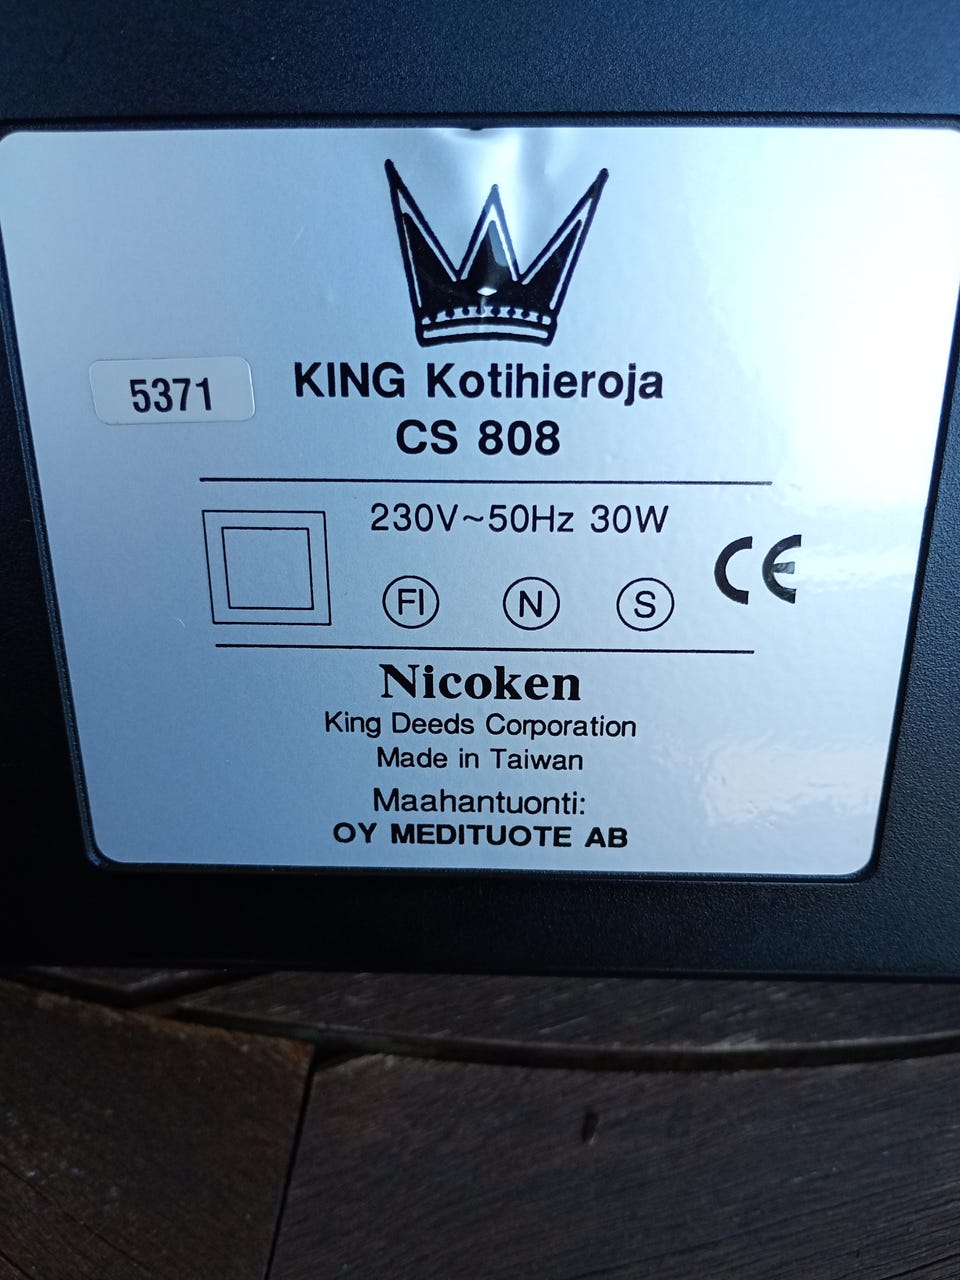 KING Kotihieroja
5371
CS 808
230V~50Hz 30W
FI N S CE
Nicoken
King Deeds Corporation
Made in Taiwan
Maahantuonti:
OY MEDITUOTE AB